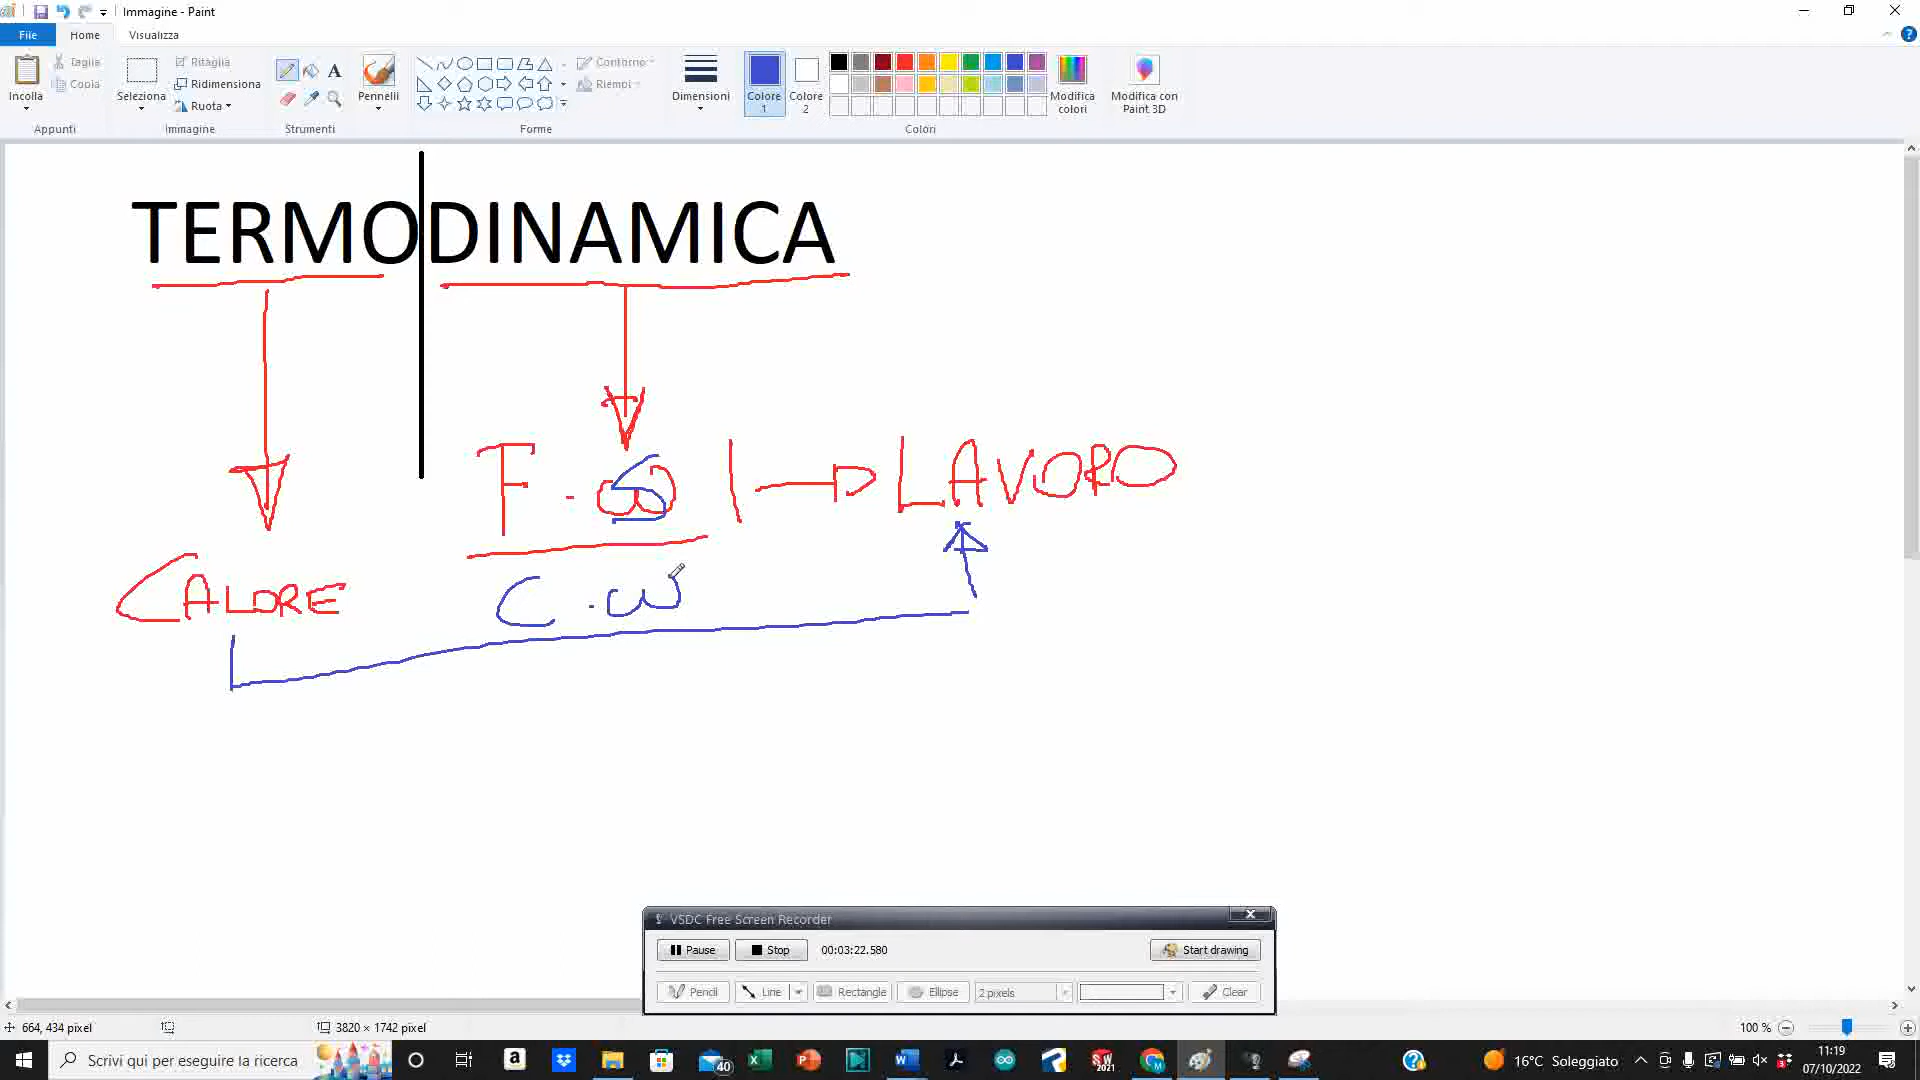 Immagine - Paint
File Home Visualizza
Incolla
Taglia
Copia
Appunti
Seleziona
Ritaglia
Ridimensiona
Ruota
Immagine
A
Strumenti
Pennelli
Contorno
Riempi
Forme
Dimensioni
Colore 1
Colore 2
Colori
Modifica colori
Modifica con Paint 3D
TERMODINAMICA
F · S
LAVORO
CALORE
C · ω
VSDC Free Screen Recorder
Pause Stop 00:03:22.580 Start drawing
Pencil Line Rectangle Ellipse 2 pixels Clear
664, 434 pixel 3820 × 1742 pixel 100 %
Scrivi qui per eseguire la ricerca
40
2021
16°C Soleggiato
11:19
07/10/2022